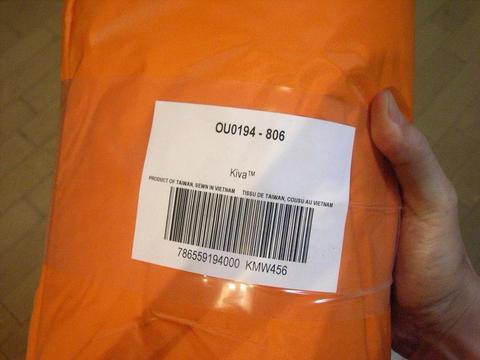 OU0194 - 806
Kiva™
PRODUCT OF TAIWAN, SEWN IN VIETNAM TISSU DE TAIWAN, COUSU AU VIETNAM
786559194000 KMW456